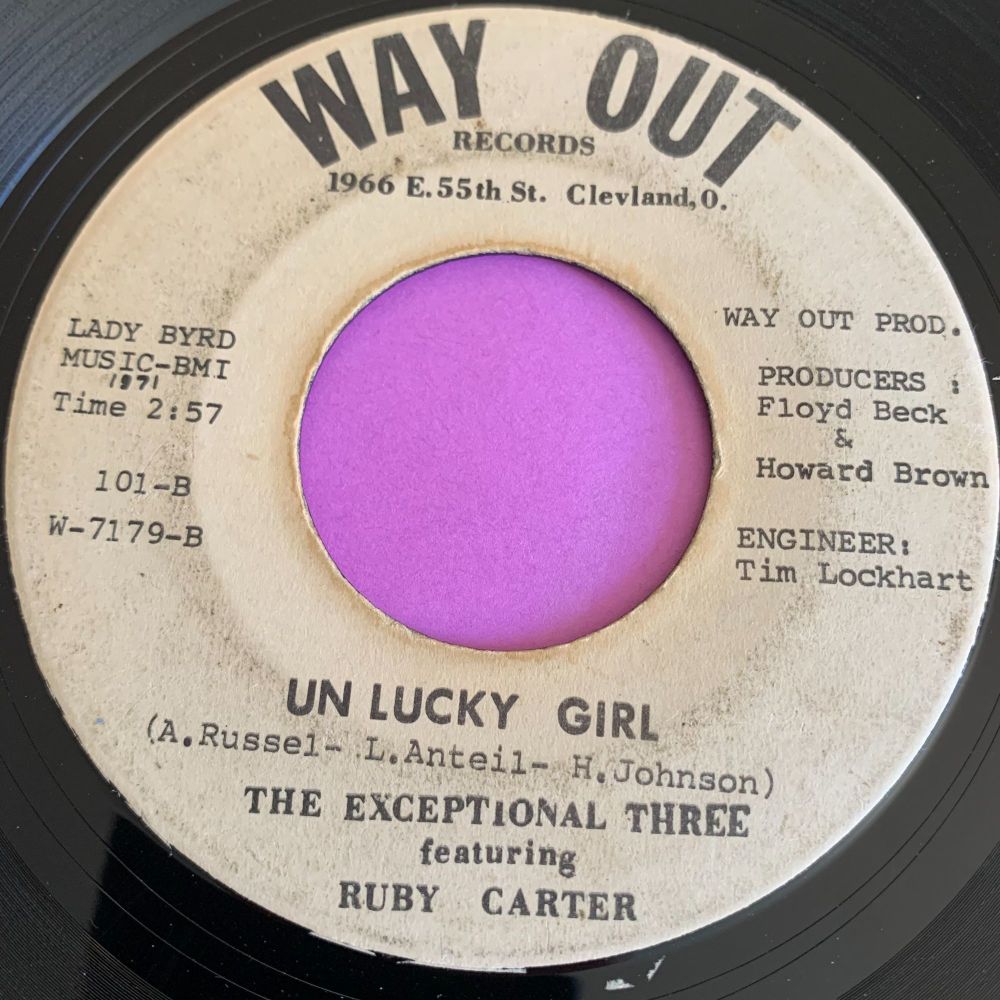 WAY OUT
RECORDS
1966 E. 55th St. Clevland, O.
LADY BYRD
MUSIC-BMI
1971
Time 2:57
101-B
W-7179-B
WAY OUT PROD.
PRODUCERS :
Floyd Beck
&
Howard Brown
ENGINEER:
Tim Lockhart
UN LUCKY GIRL
(A.Russel- L.Anteil- H.Johnson)
THE EXCEPTIONAL THREE
featuring
RUBY CARTER